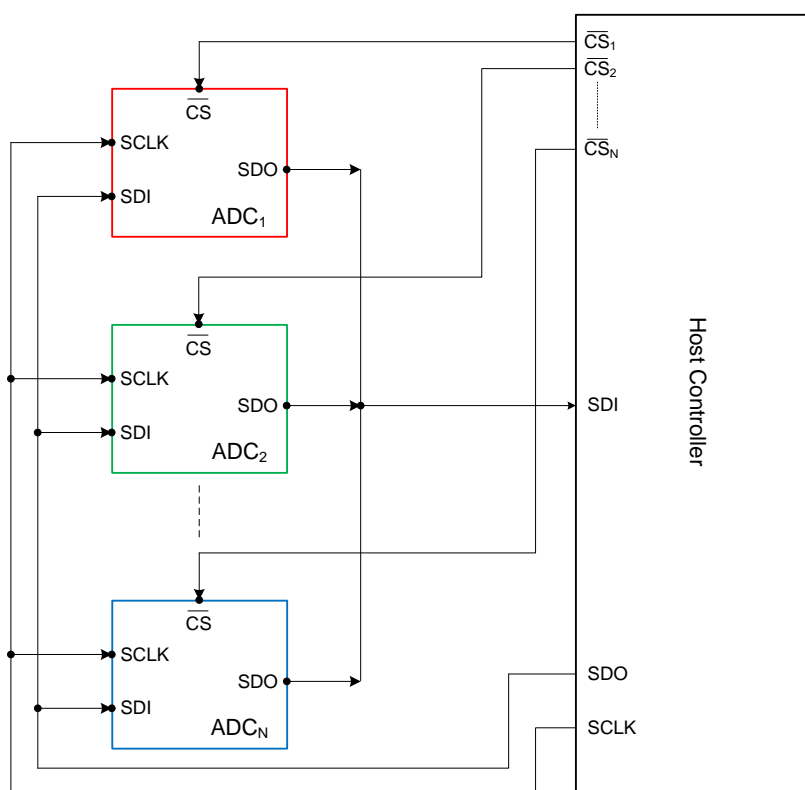 CS1
CS2
CSN
CS
SCLK
SDO
SDI
ADC1
CS
SCLK
SDO
SDI
ADC2
Host Controller
SDI
CS
SCLK
SDO
SDI
ADCN
SDO
SCLK